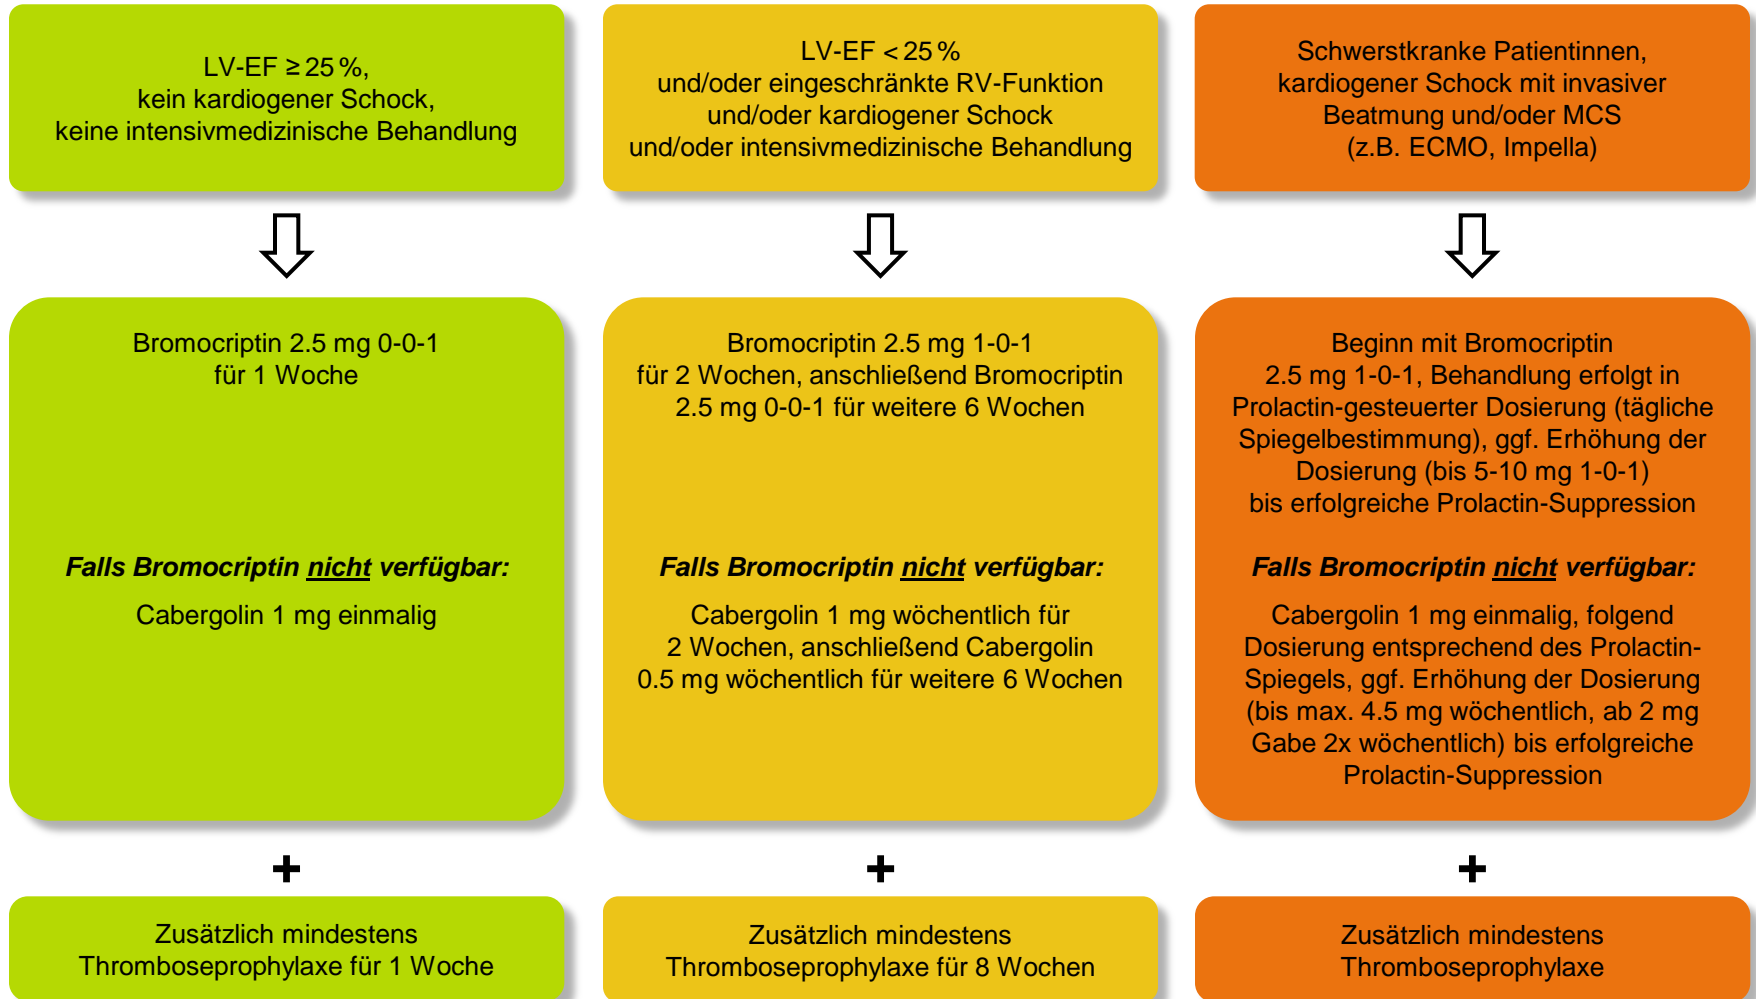 LV-EF ≥ 25 %,
kein kardiogener Schock,
keine intensivmedizinische Behandlung
LV-EF < 25 %
und/oder eingeschränkte RV-Funktion
und/oder kardiogener Schock
und/oder intensivmedizinische Behandlung
Schwerstkranke Patientinnen,
kardiogener Schock mit invasiver
Beatmung und/oder MCS
(z.B. ECMO, Impella)
Bromocriptin 2.5 mg 0-0-1
für 1 Woche
Falls Bromocriptin nicht verfügbar:
Cabergolin 1 mg einmalig
Bromocriptin 2.5 mg 1-0-1
für 2 Wochen, anschließend Bromocriptin
2.5 mg 0-0-1 für weitere 6 Wochen
Falls Bromocriptin nicht verfügbar:
Cabergolin 1 mg wöchentlich für
2 Wochen, anschließend Cabergolin
0.5 mg wöchentlich für weitere 6 Wochen
Beginn mit Bromocriptin
2.5 mg 1-0-1, Behandlung erfolgt in
Prolactin-gesteuerter Dosierung (tägliche
Spiegelbestimmung), ggf. Erhöhung der
Dosierung (bis 5-10 mg 1-0-1)
bis erfolgreiche Prolactin-Suppression
Falls Bromocriptin nicht verfügbar:
Cabergolin 1 mg einmalig, folgend
Dosierung entsprechend des Prolactin-
Spiegels, ggf. Erhöhung der Dosierung
(bis max. 4.5 mg wöchentlich, ab 2 mg
Gabe 2x wöchentlich) bis erfolgreiche
Prolactin-Suppression
+
+
+
Zusätzlich mindestens
Thromboseprophylaxe für 1 Woche
Zusätzlich mindestens
Thromboseprophylaxe für 8 Wochen
Zusätzlich mindestens
Thromboseprophylaxe